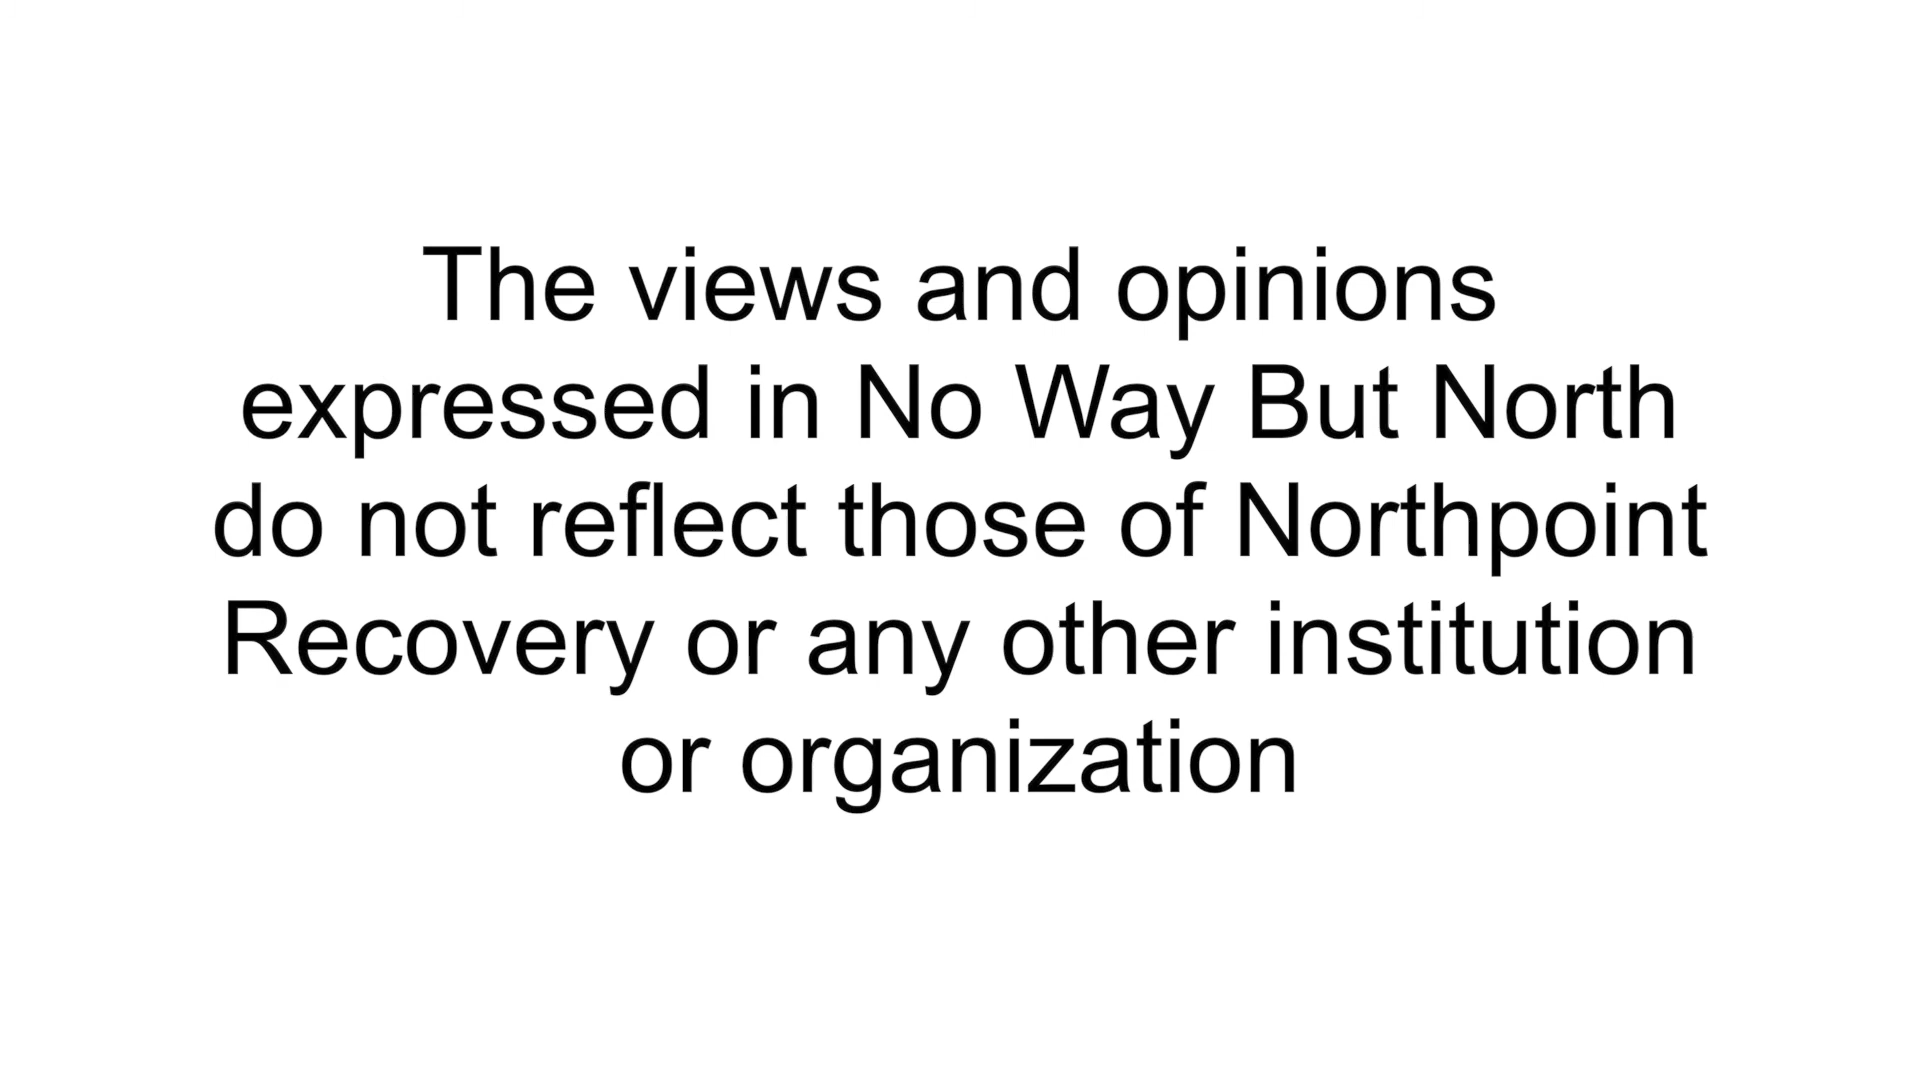 The views and opinions
expressed in No Way But North
do not reflect those of Northpoint
Recovery or any other institution
or organization